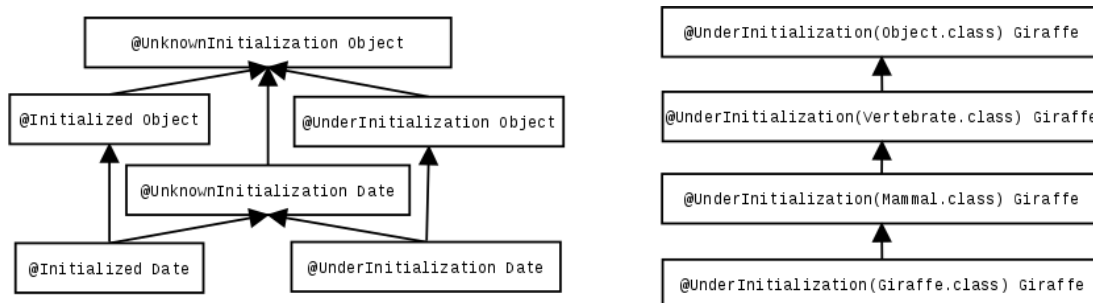 @UnknownInitialization Object
@Initialized Object
@UnderInitialization Object
@UnknownInitialization Date
@Initialized Date
@UnderInitialization Date
@UnderInitialization(Object.class) Giraffe
@UnderInitialization(Vertebrate.class) Giraffe
@UnderInitialization(Mammal.class) Giraffe
@UnderInitialization(Giraffe.class) Giraffe